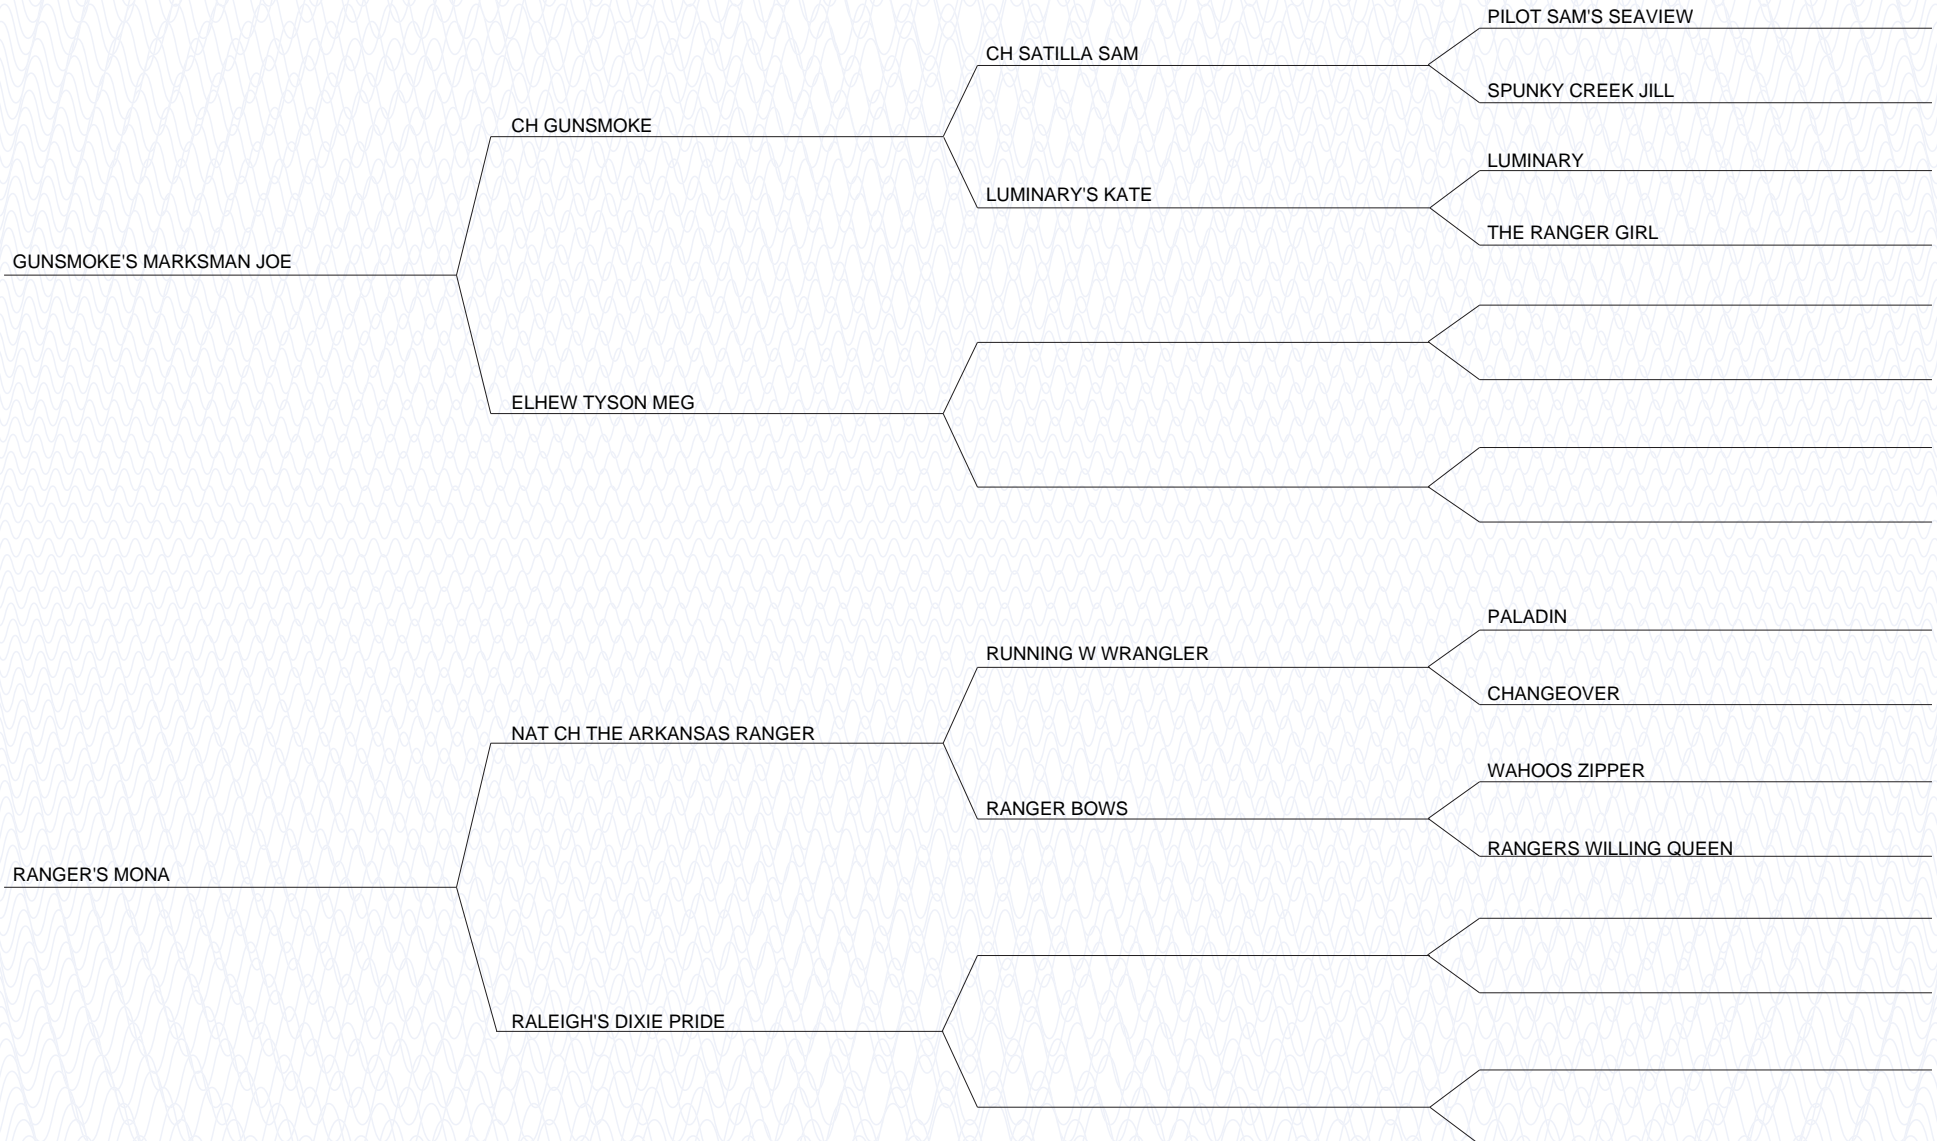 PILOT SAM'S SEAVIEW
CH SATILLA SAM
SPUNKY CREEK JILL
CH GUNSMOKE
LUMINARY
LUMINARY'S KATE
THE RANGER GIRL
GUNSMOKE'S MARKSMAN JOE
ELHEW TYSON MEG
PALADIN
RUNNING W WRANGLER
CHANGEOVER
NAT CH THE ARKANSAS RANGER
WAHOOS ZIPPER
RANGER BOWS
RANGERS WILLING QUEEN
RANGER'S MONA
RALEIGH'S DIXIE PRIDE